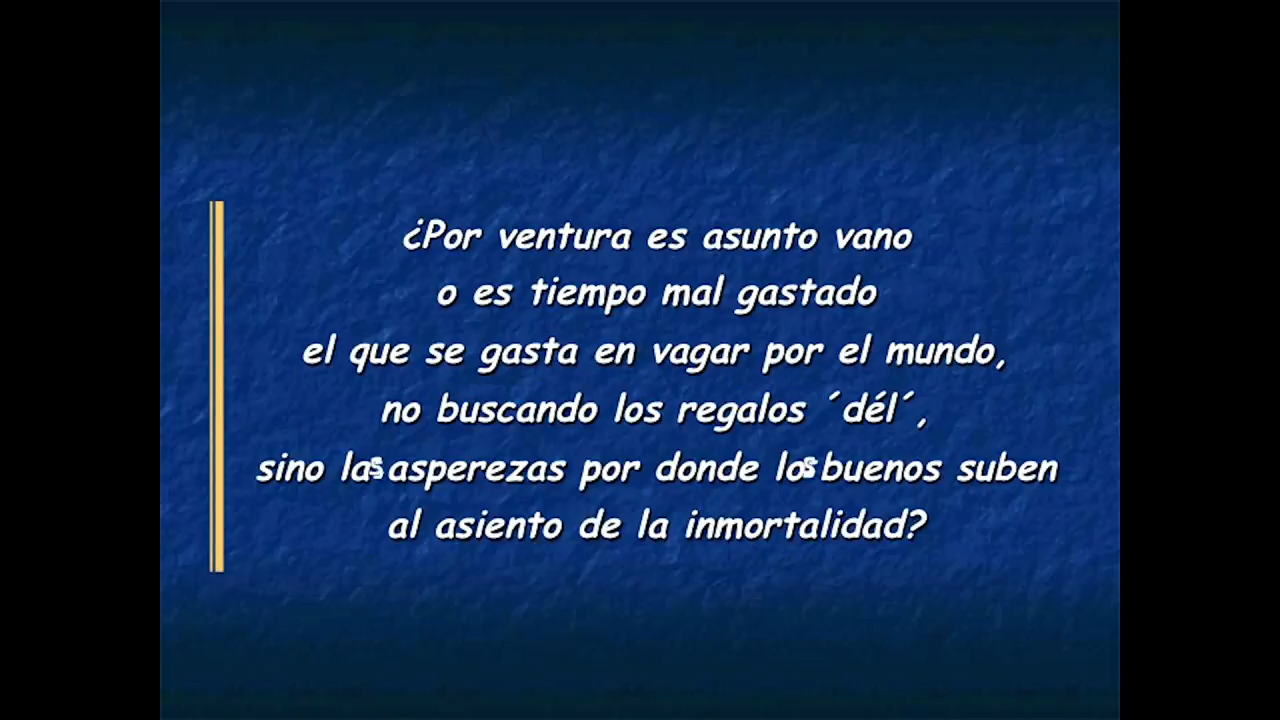 ¿Por ventura es asunto vano
o es tiempo mal gastado
el que se gasta en vagar por el mundo,
no buscando los regalos ´dél´,
sino las asperezas por donde los buenos suben
al asiento de la inmortalidad?